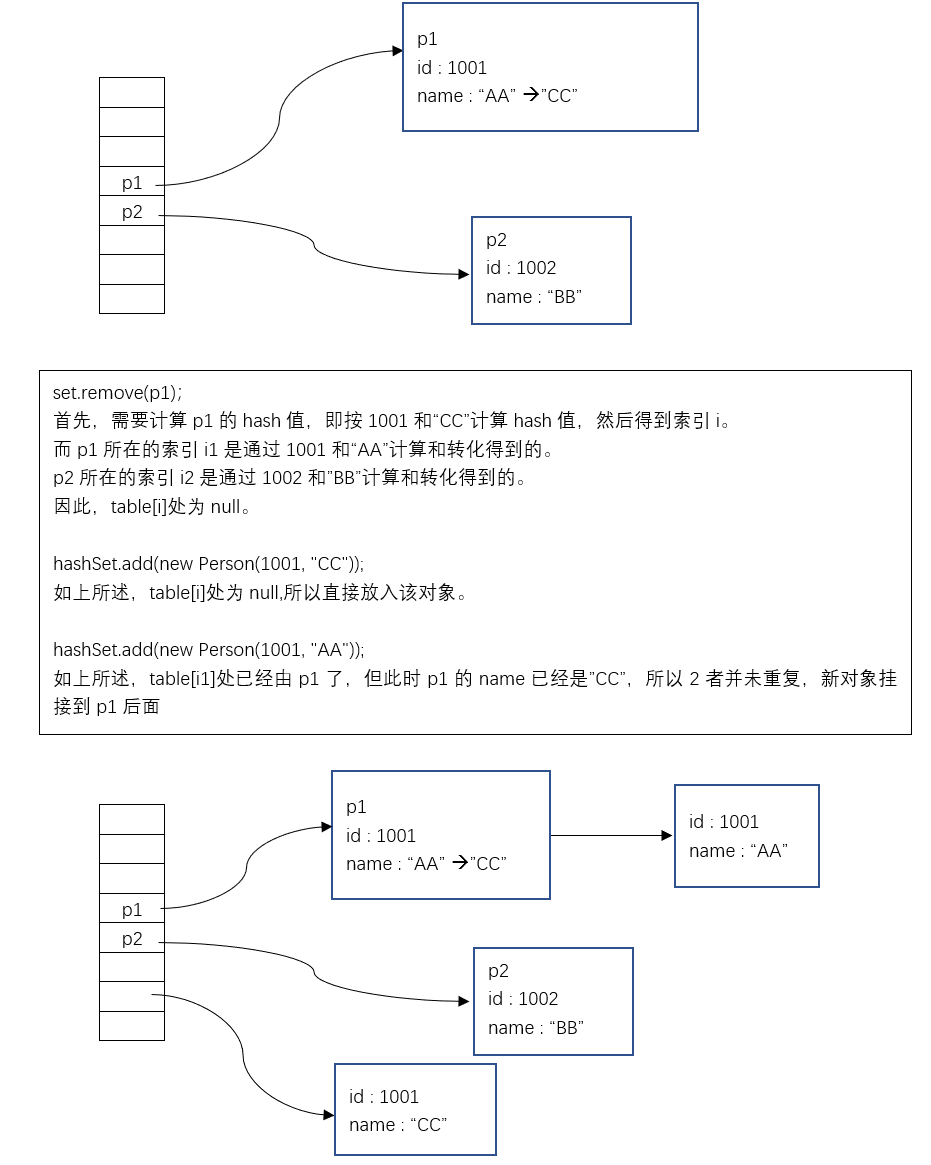 p1
id : 1001
name : “AA” →”CC”
p1
p2
p2
id : 1002
name : “BB”
set.remove(p1);
首先，需要计算 p1 的 hash 值，即按 1001 和“CC”计算 hash 值，然后得到索引 i。
而 p1 所在的索引 i1 是通过 1001 和“AA”计算和转化得到的。
p2 所在的索引 i2 是通过 1002 和”BB”计算和转化得到的。
因此，table[i]处为 null。
hashSet.add(new Person(1001, "CC"));
如上所述，table[i]处为 null,所以直接放入该对象。
hashSet.add(new Person(1001, "AA"));
如上所述，table[i1]处已经由 p1 了，但此时 p1 的 name 已经是”CC”，所以 2 者并未重复，新对象挂
接到 p1 后面
p1
id : 1001
name : “AA” →”CC”
id : 1001
name : “AA”
p1
p2
p2
id : 1002
name : “BB”
id : 1001
name : “CC”